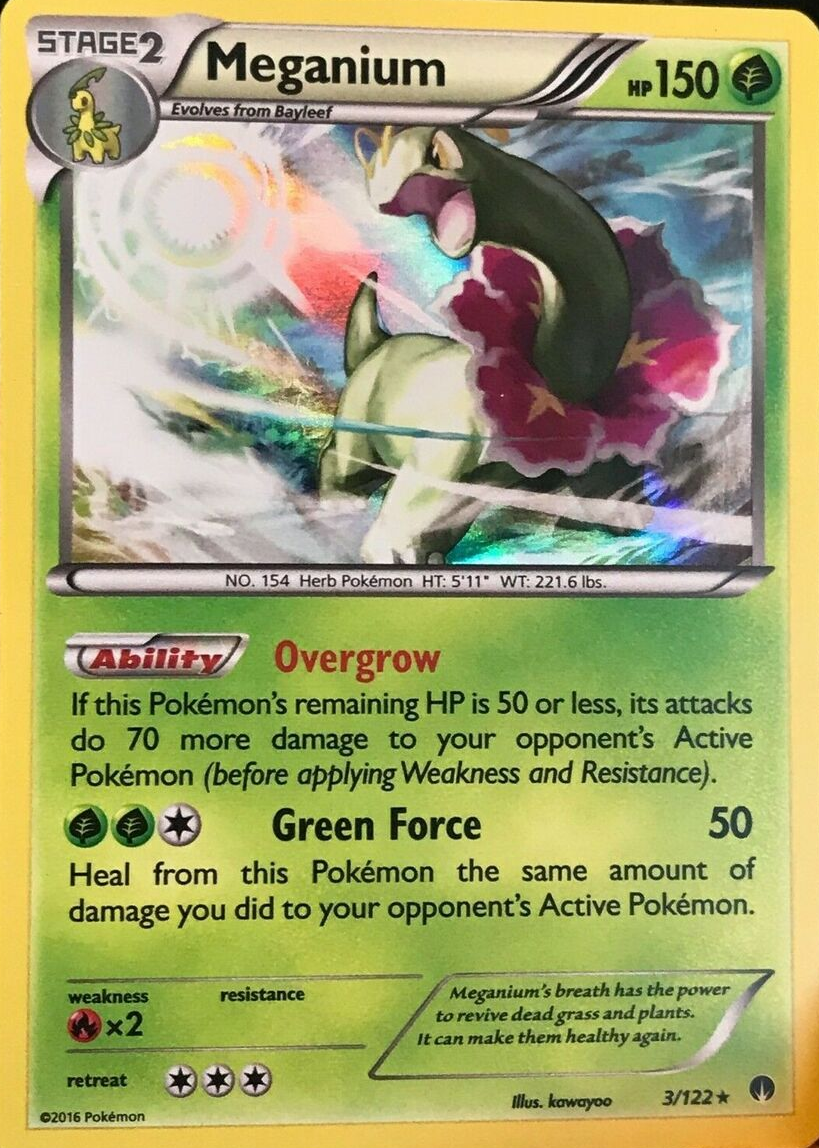 STAGE2
Meganium
HP150
Evolves from Bayleef
NO. 154 Herb Pokémon HT: 5'11" WT: 221.6 lbs.
Ability Overgrow
If this Pokémon's remaining HP is 50 or less, its attacks
do 70 more damage to your opponent's Active
Pokémon (before applying Weakness and Resistance).
Green Force 50
Heal from this Pokémon the same amount of
damage you did to your opponent's Active Pokémon.
weakness resistance
×2
Meganium's breath has the power
to revive dead grass and plants.
It can make them healthy again.
retreat
Illus. kawayoo 3/122★
©2016 Pokémon